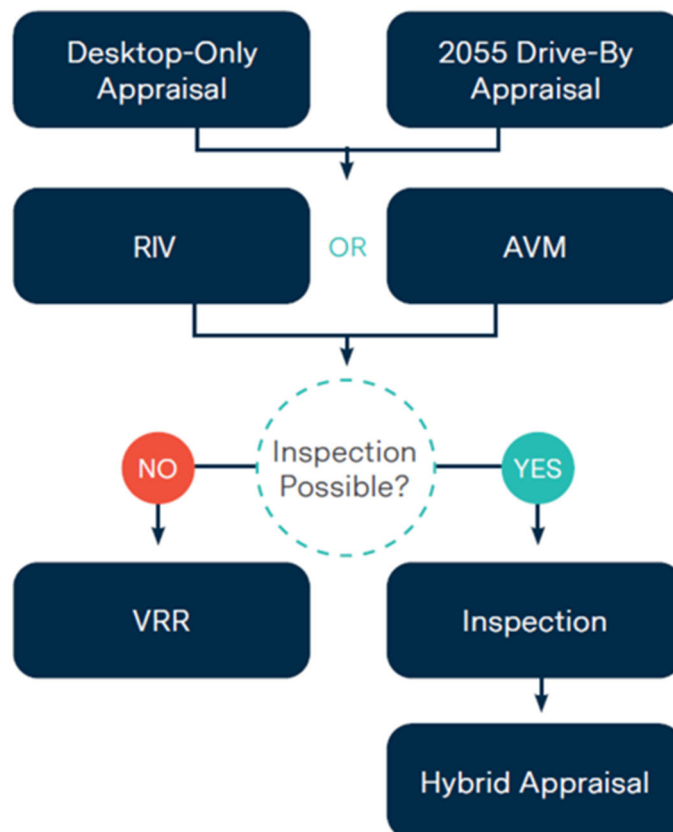 Desktop-Only
Appraisal
2055 Drive-By
Appraisal
RIV
OR
AVM
Inspection
Possible?
NO
YES
VRR
Inspection
Hybrid Appraisal